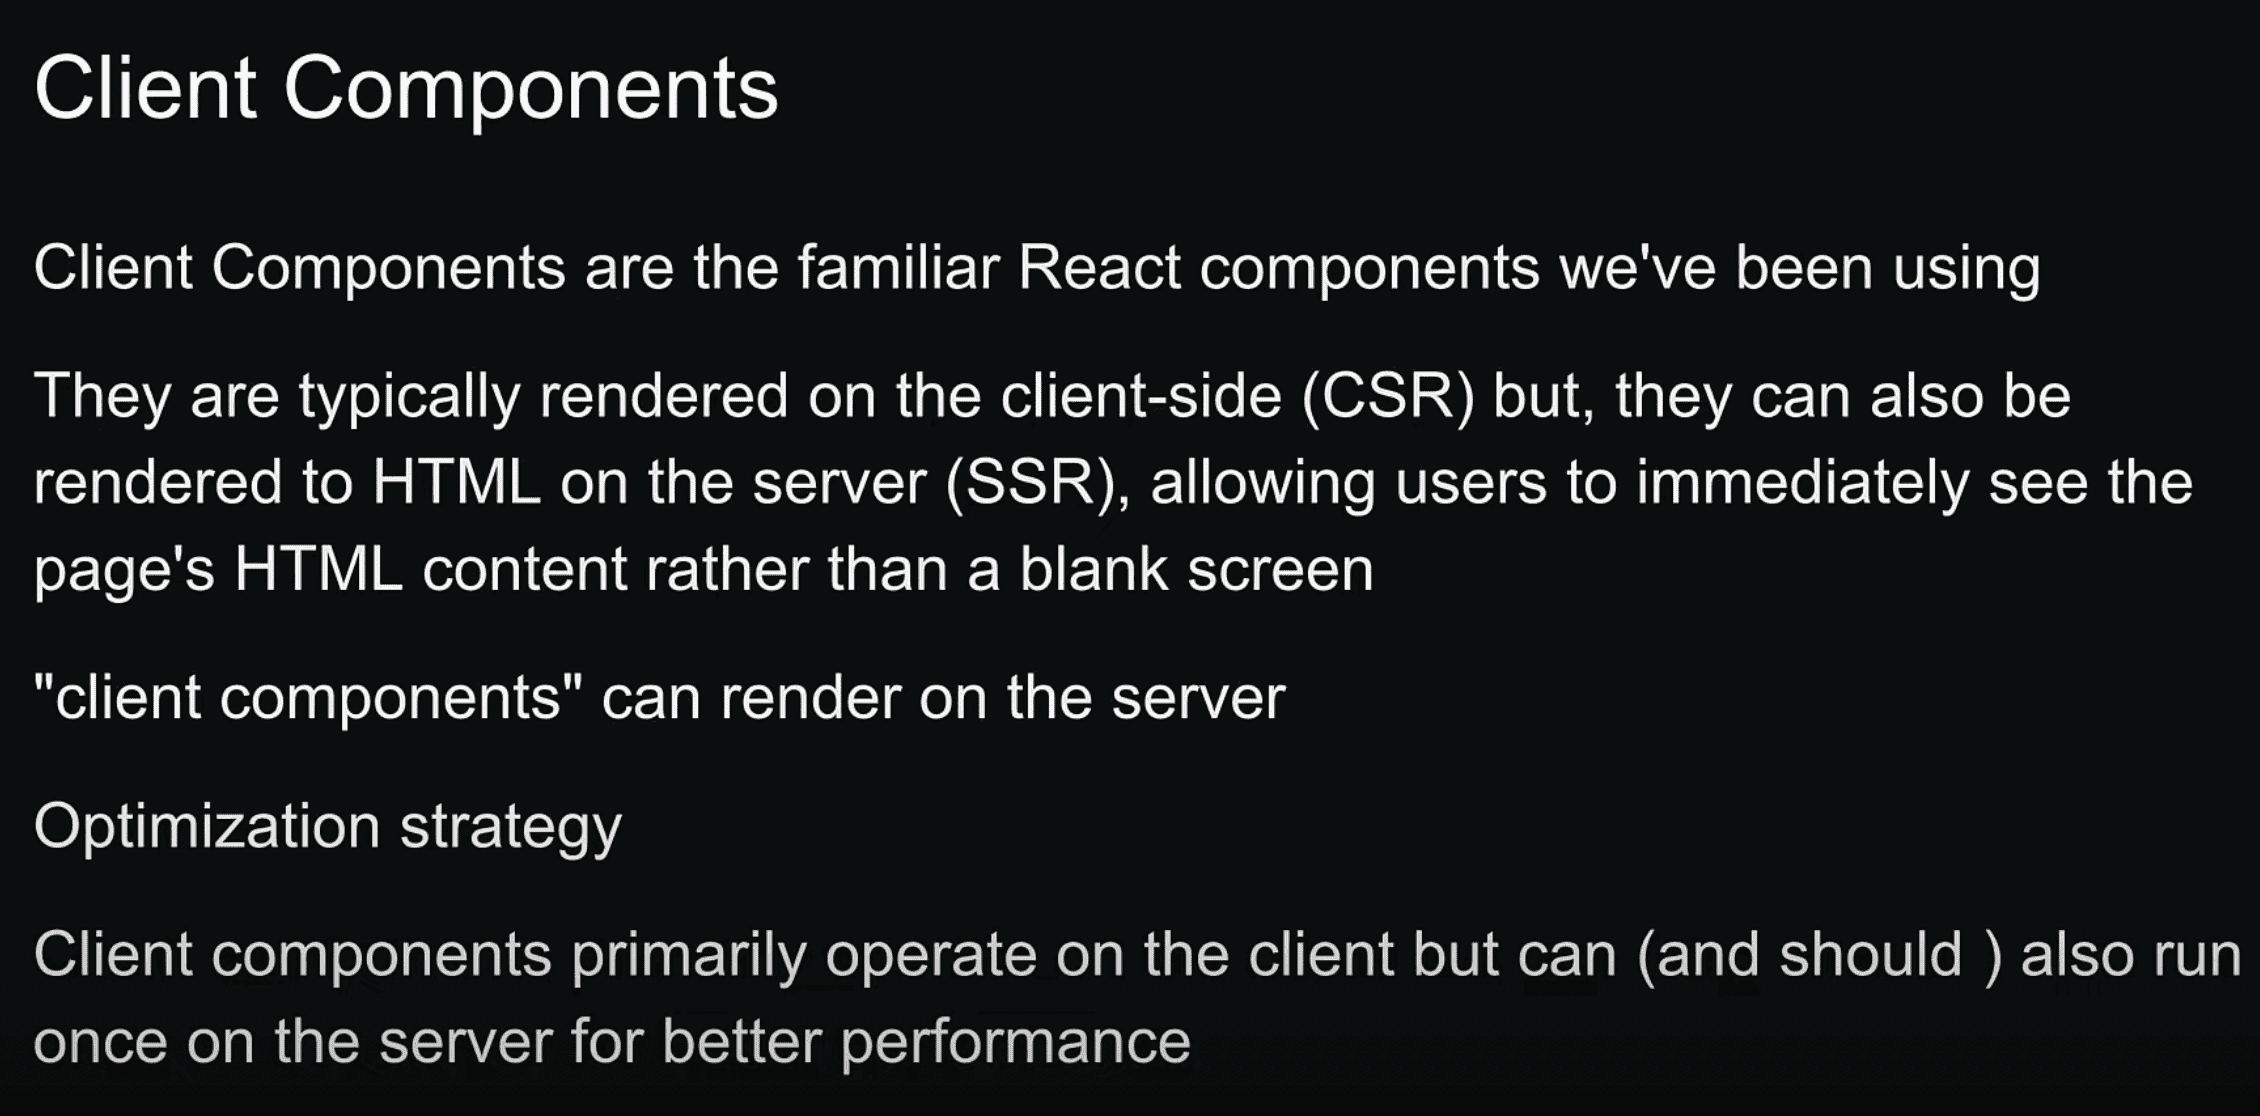 Client Components
Client Components are the familiar React components we've been using
They are typically rendered on the client-side (CSR) but, they can also be
rendered to HTML on the server (SSR), allowing users to immediately see the
page's HTML content rather than a blank screen
"client components" can render on the server
Optimization strategy
Client components primarily operate on the client but can (and should ) also run
once on the server for better performance